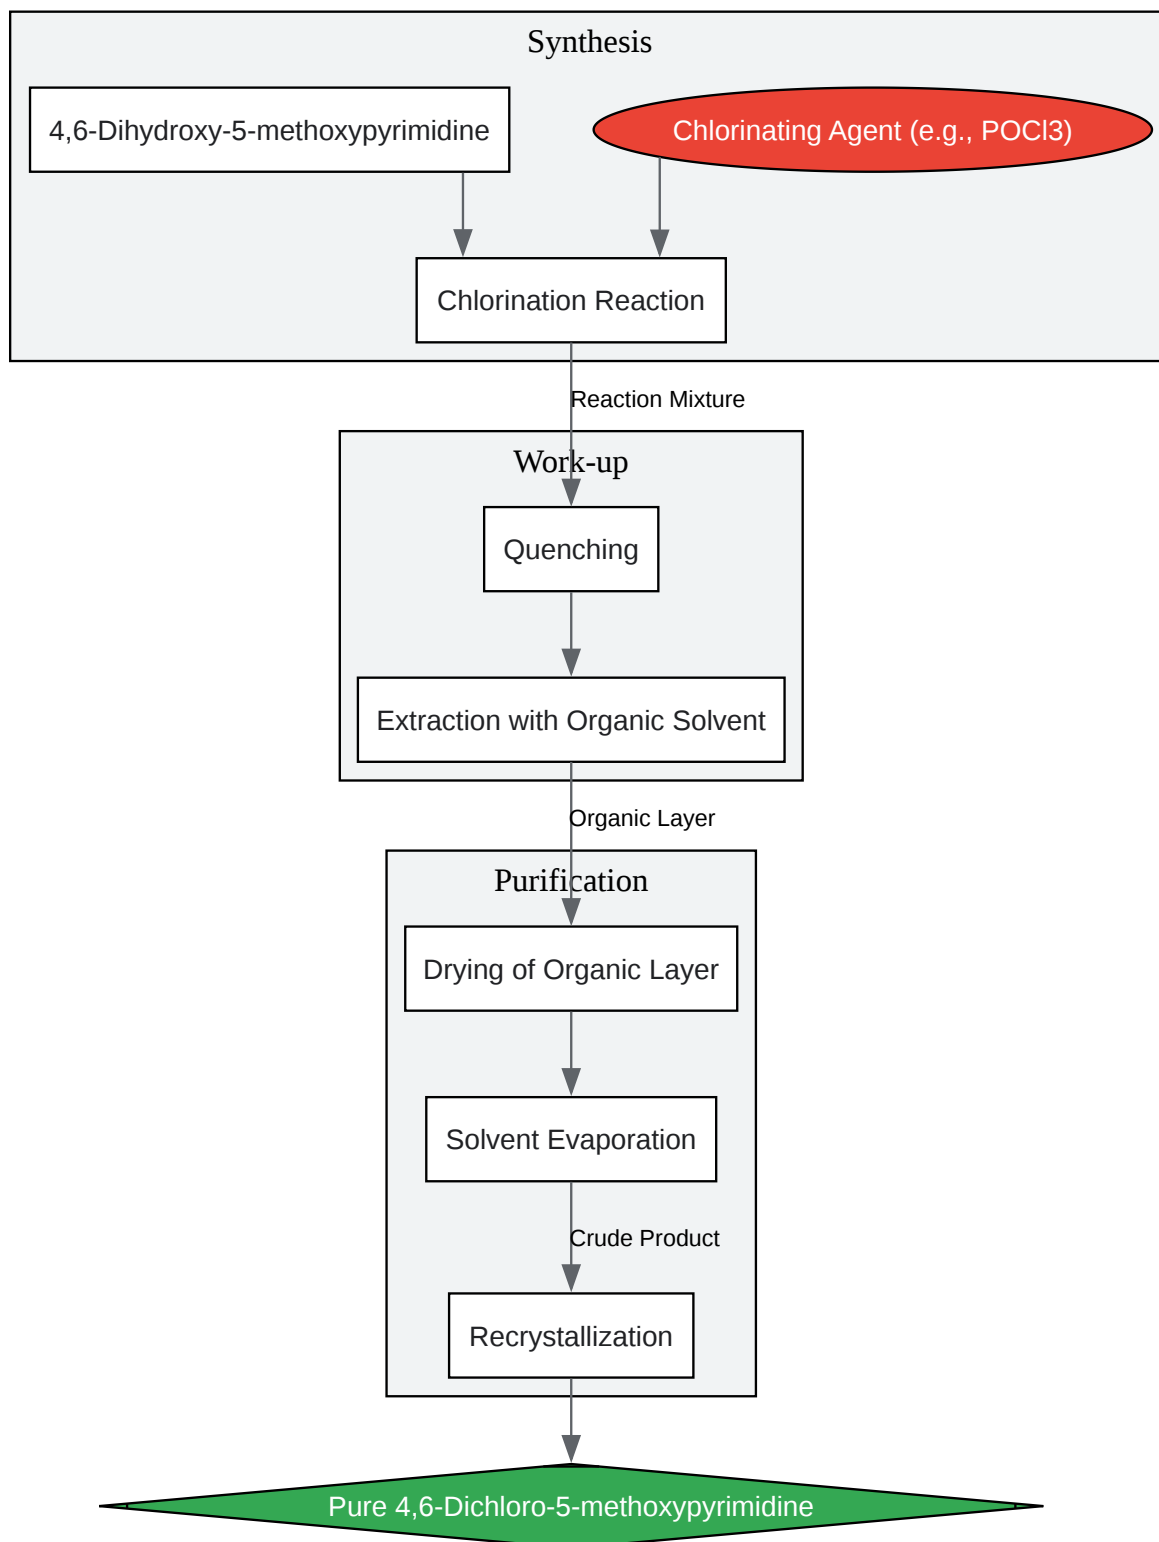 Synthesis
4,6-Dihydroxy-5-methoxypyrimidine
Chlorinating Agent (e.g., POCl3)
Chlorination Reaction
Reaction Mixture
Work-up
Quenching
Extraction with Organic Solvent
Organic Layer
Purification
Drying of Organic Layer
Solvent Evaporation
Crude Product
Recrystallization
Pure 4,6-Dichloro-5-methoxypyrimidine